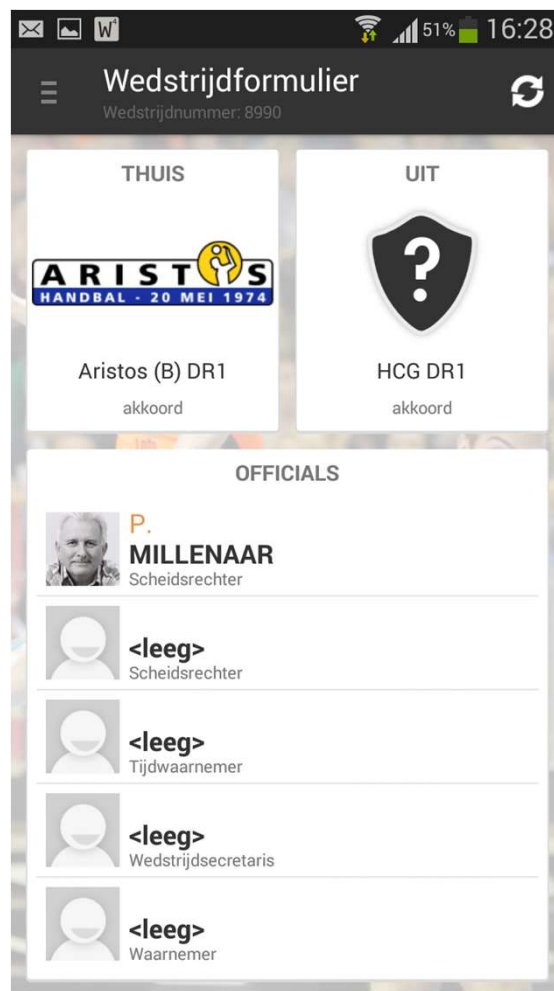 51% 16:28
Wedstrijdformulier
Wedstrijdnummer: 8990
THUIS
ARISTOS
HANDBAL - 20 MEI 1974
Aristos (B) DR1
akkoord
UIT
?
HCG DR1
akkoord
OFFICIALS
P.
MILLENAAR
Scheidsrechter
<leeg>
Scheidsrechter
<leeg>
Tijdwaarnemer
<leeg>
Wedstrijdsecretaris
<leeg>
Waarnemer